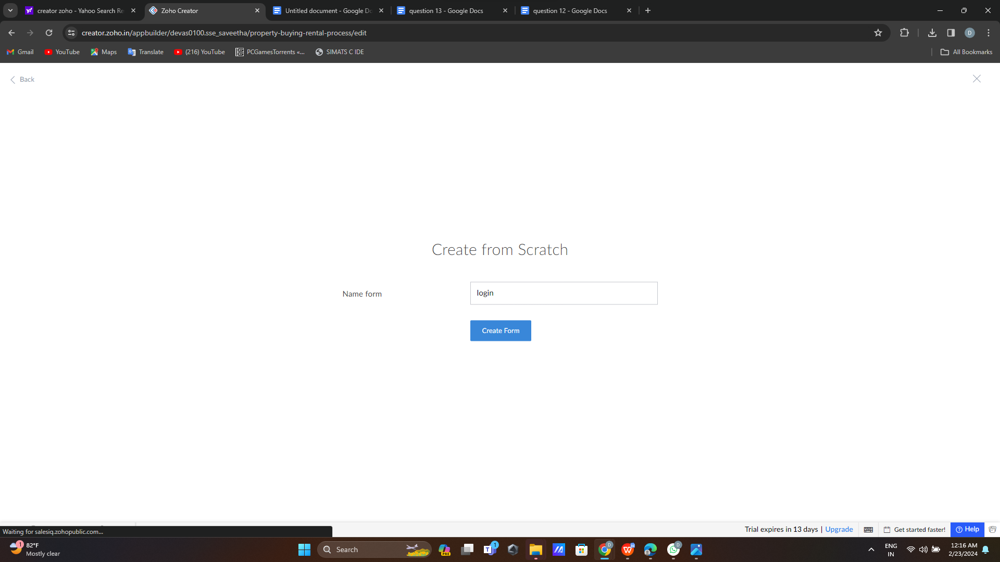 creator zoho - Yahoo Search Re
Zoho Creator
Untitled document - Google Do
question 13 - Google Docs
question 12 - Google Docs
creator.zoho.in/appbuilder/devas0100.sse_saveetha/property-buying-rental-process/edit
D
Gmail
YouTube
Maps
Translate
(216) YouTube
PCGamesTorrents «...
SIMATS C IDE
All Bookmarks
Back
Create from Scratch
Name form
login
Create Form
Waiting for salesiq.zohopublic.com...
Trial expires in 13 days | Upgrade
Get started faster!
Help
1
82°F
Mostly clear
Search
PRE
T
1
D
W
D
ENG
IN
12:16 AM
2/23/2024